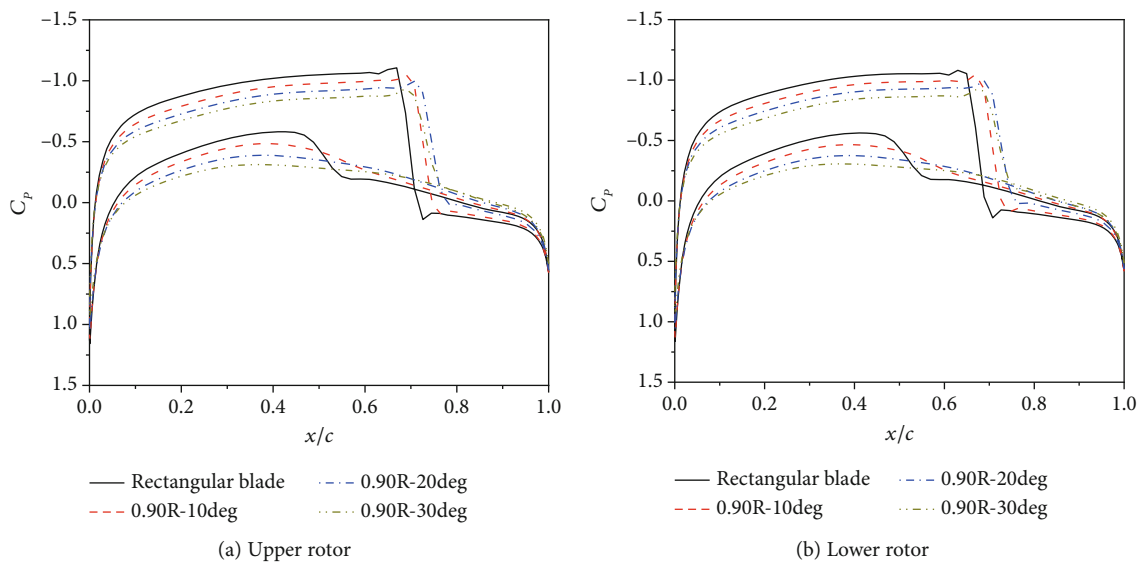 −1.5
−1.0
−0.5
0.0
0.5
1.0
1.5
C_P
0.0 0.2 0.4 0.6 0.8 1.0
x/c
Rectangular blade
0.90R-10deg
0.90R-20deg
0.90R-30deg
(a) Upper rotor
−1.5
−1.0
−0.5
0.0
0.5
1.0
1.5
C_P
0.0 0.2 0.4 0.6 0.8 1.0
x/c
Rectangular blade
0.90R-10deg
0.90R-20deg
0.90R-30deg
(b) Lower rotor